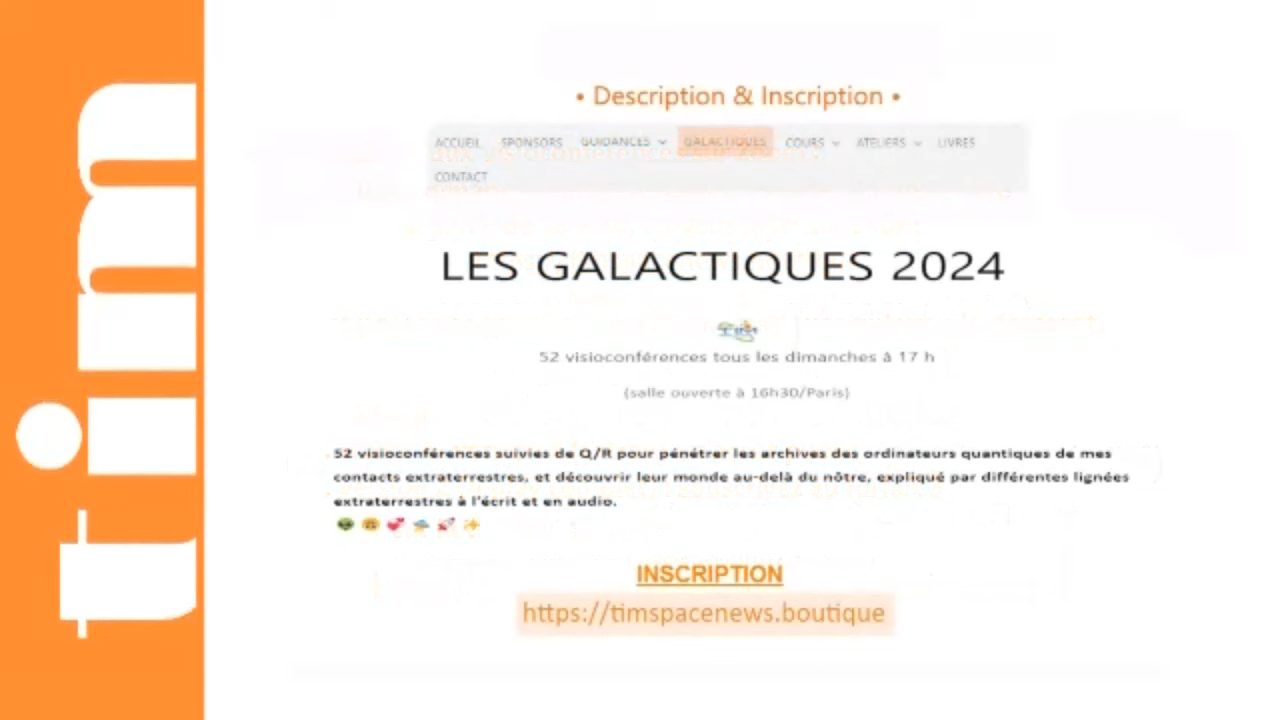 tim
• Description & Inscription •
ACCUEIL SPONSORS GUIDANCES GALACTIQUES COURS ATELIERS LIVRES
CONTACT
LES GALACTIQUES 2024
52 visioconférences tous les dimanches à 17 h
(salle ouverte à 16h30/Paris)
52 visioconférences suivies de Q/R pour pénétrer les archives des ordinateurs quantiques de mes
contacts extraterrestres, et découvrir leur monde au-delà du nôtre, expliqué par différentes lignées
extraterrestres à l'écrit et en audio.
👽 🤗 💞 🛸 🚀 ✨
INSCRIPTION
https://timspacenews.boutique